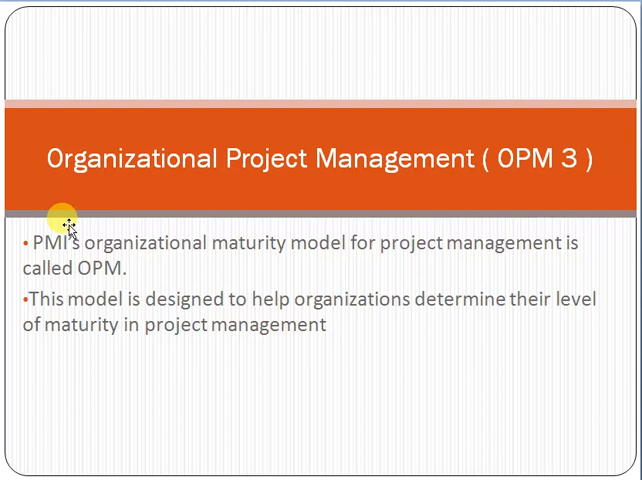 Organizational Project Management ( OPM 3 )
• PMI's organizational maturity model for project management is
called OPM.
•This model is designed to help organizations determine their level
of maturity in project management